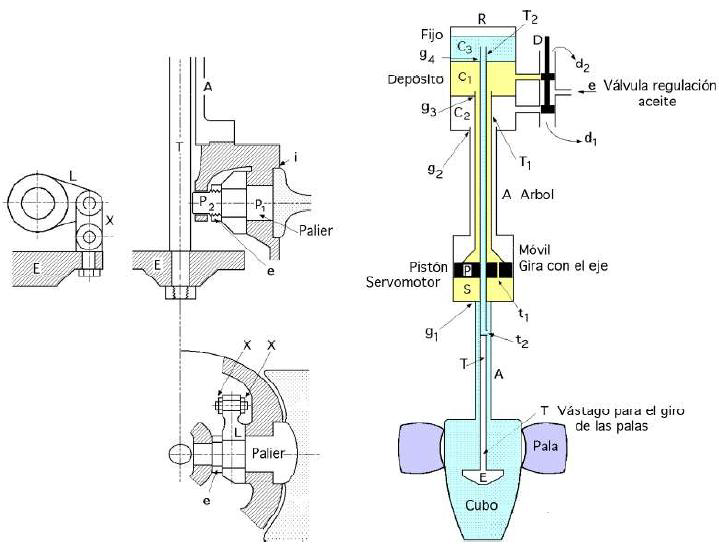 A
T
i
L
P2
P1
X
Palier
E
E
e
X
X
L
Palier
e
R
T2
Fijo
C3
D
g4
d2
Depósito
C1
e
Válvula regulación
aceite
g3
C2
d1
g2
T1
A Arbol
Móvil
Gira con el eje
Pistón
Servomotor
P
S
t1
g1
t2
T
A
T Vástago para el giro
de las palas
Pala
E
Cubo